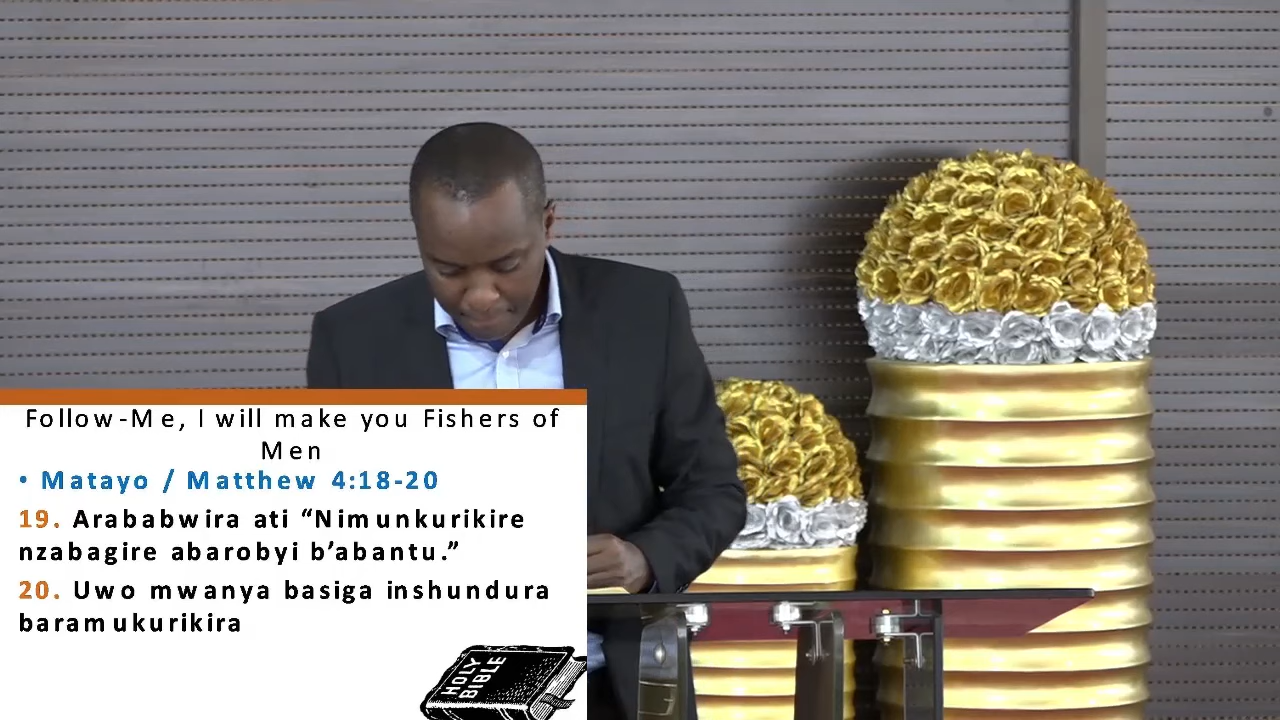 Follow-Me, I will make you Fishers of
Men
• Matayo / Matthew 4:18-20
19. Arababwira ati “Nimunkurikire
nzabagire abarobyi b’abantu.”
20. Uwo mwanya basiga inshundura
baramukurikira
HOLY
BIBLE